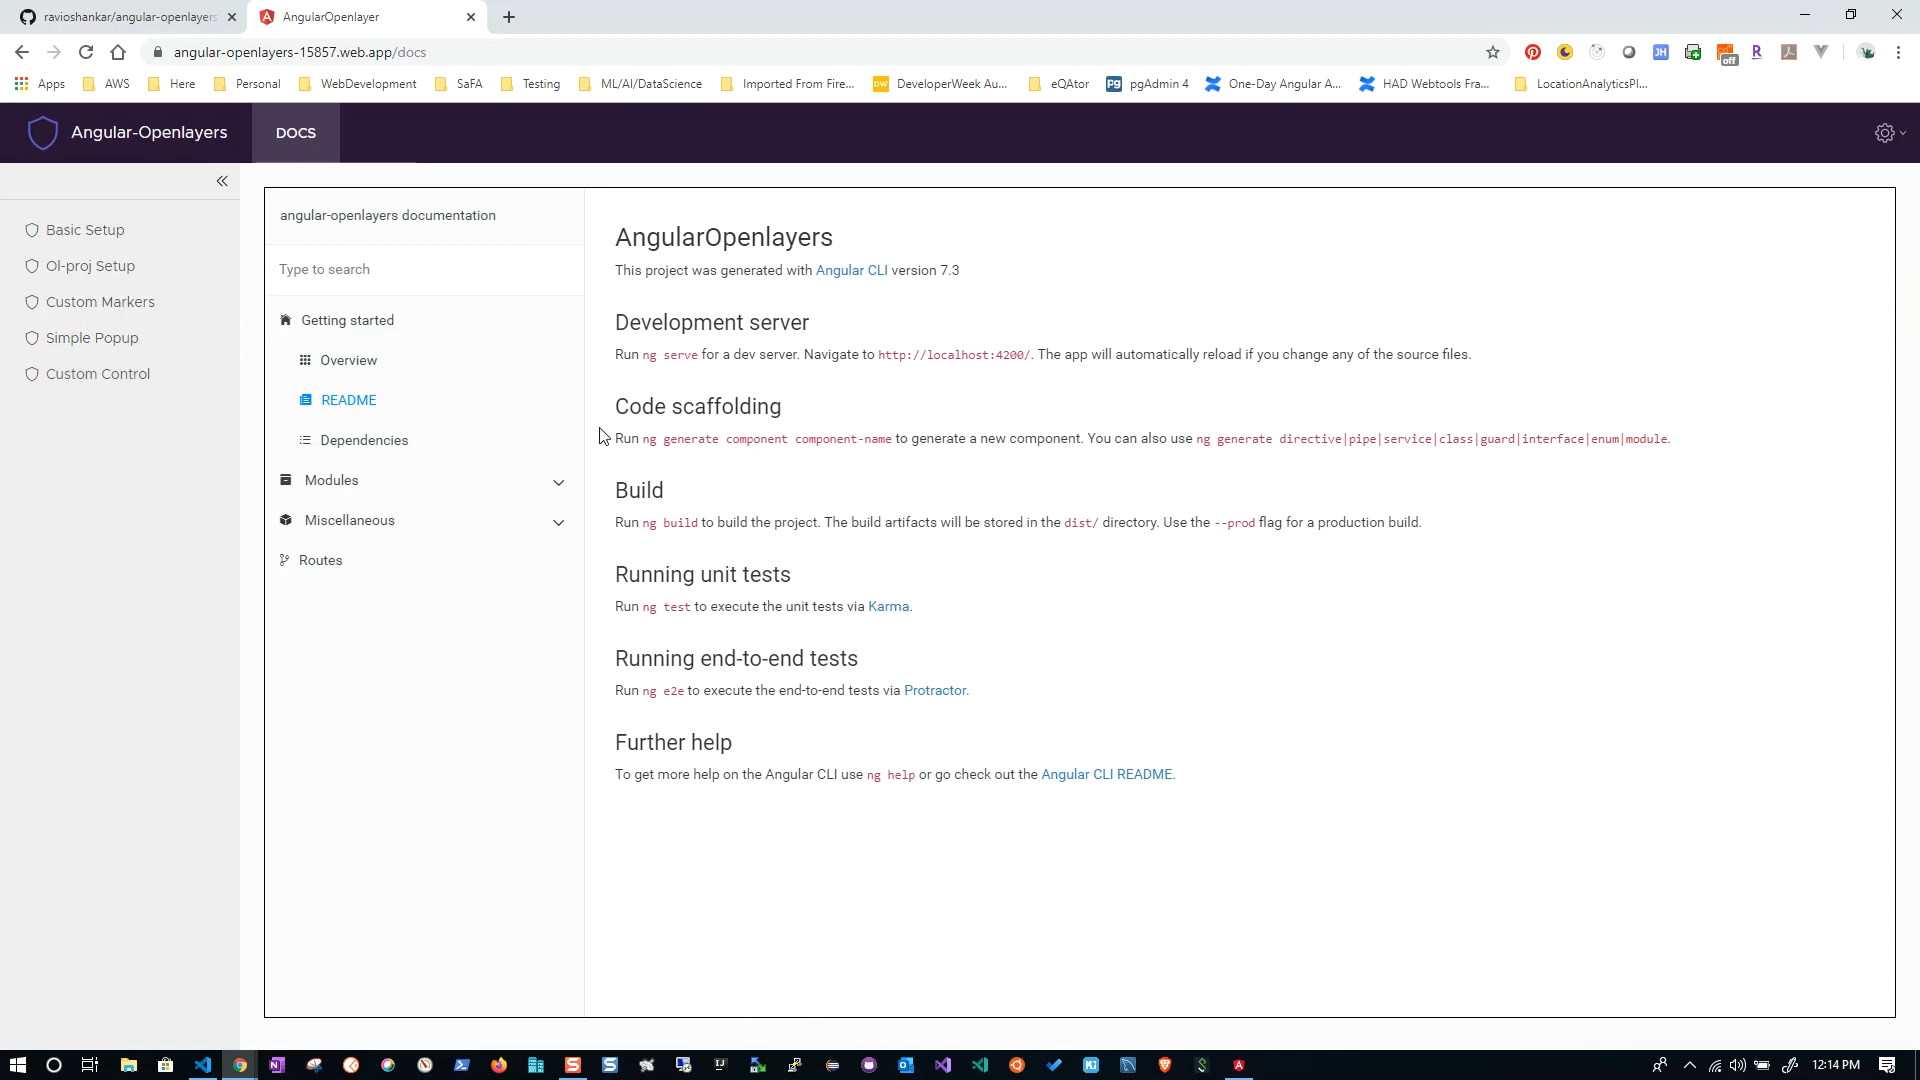 ravioshankar/angular-openlayers
AngularOpenlayer
angular-openlayers-15857.web.app/docs
off
Apps
AWS
Here
Personal
WebDevelopment
SaFA
Testing
ML/AI/DataScience
Imported From Fire...
DeveloperWeek Au...
eQAtor
pgAdmin 4
One-Day Angular A...
HAD Webtools Fra...
LocationAnalyticsPl...
Angular-Openlayers
DOCS
Basic Setup
Ol-proj Setup
Custom Markers
Simple Popup
Custom Control
angular-openlayers documentation
Type to search
Getting started
Overview
README
Dependencies
Modules
Miscellaneous
Routes
AngularOpenlayers
This project was generated with Angular CLI version 7.3
Development server
Run ng serve for a dev server. Navigate to http://localhost:4200/. The app will automatically reload if you change any of the source files.
Code scaffolding
Run ng generate component component-name to generate a new component. You can also use ng generate directive|pipe|service|class|guard|interface|enum|module.
Build
Run ng build to build the project. The build artifacts will be stored in the dist/ directory. Use the --prod flag for a production build.
Running unit tests
Run ng test to execute the unit tests via Karma.
Running end-to-end tests
Run ng e2e to execute the end-to-end tests via Protractor.
Further help
To get more help on the Angular CLI use ng help or go check out the Angular CLI README.
12:14 PM